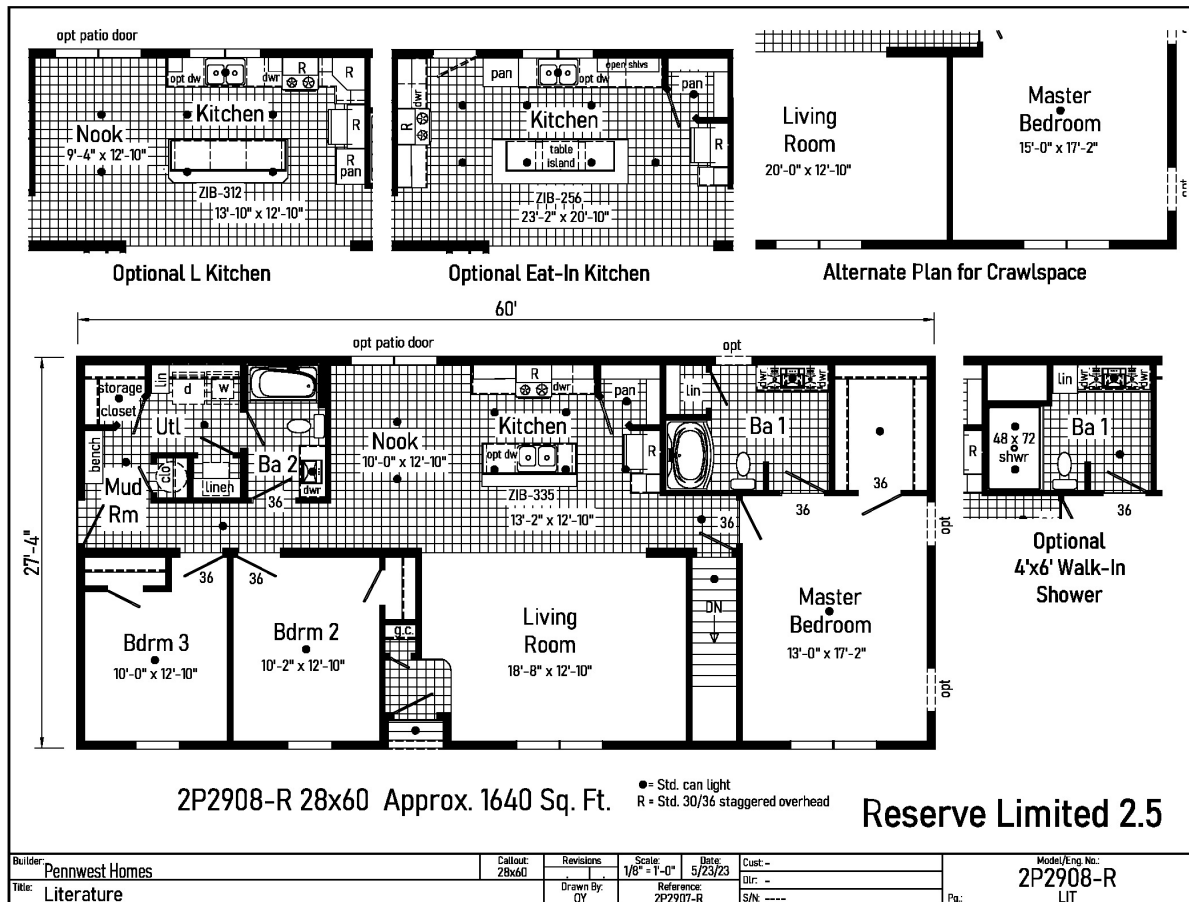 opt patio door
opt dw
dwr
R
R
Kitchen
Nook
9'-4" x 12'-10"
R
R
pan
ZIB-312
13'-10" x 12'-10"
Optional L Kitchen
pan
opt dw
open shlvs
pan
dwr
R
Kitchen
table
island
R
ZIB-256
23'-2" x 20'-10"
Optional Eat-In Kitchen
Living
Room
20'-0" x 12'-10"
Master
Bedroom
15'-0" x 17'-2"
opt
Alternate Plan for Crawlspace
60'
27'-4"
opt patio door
opt
storage
closet
lin
d
w
Utl
bench
clo
lineh
Mud
Rm
Ba 2
dwr
36
Nook
10'-0" x 12'-10"
R
dwr
pan
Kitchen
opt dw
R
ZIB-335
13'-2" x 12'-10"
lin
dwr
dwr
Ba 1
36
36
36
opt
36
36
Bdrm 3
10'-0" x 12'-10"
Bdrm 2
10'-2" x 12'-10"
g.c.
Living
Room
18'-8" x 12'-10"
DN
Master
Bedroom
13'-0" x 17'-2"
opt
lin
dwr
48 x 72
shwr
Ba 1
R
36
Optional
4'x6' Walk-In
Shower
2P2908-R 28x60 Approx. 1640 Sq. Ft.
●= Std. can light
R = Std. 30/36 staggered overhead
Reserve Limited 2.5
Builder:
Pennwest Homes
Callout:
28x60
Revisions
Scale:
1/8" = 1'-0"
Date:
5/23/23
Cust: -
Dlr: -
S/N: ----
Model/Eng. No.:
2P2908-R
Title:
Literature
Drawn By:
OY
Reference:
2P2907-R
Pg.:
LIT